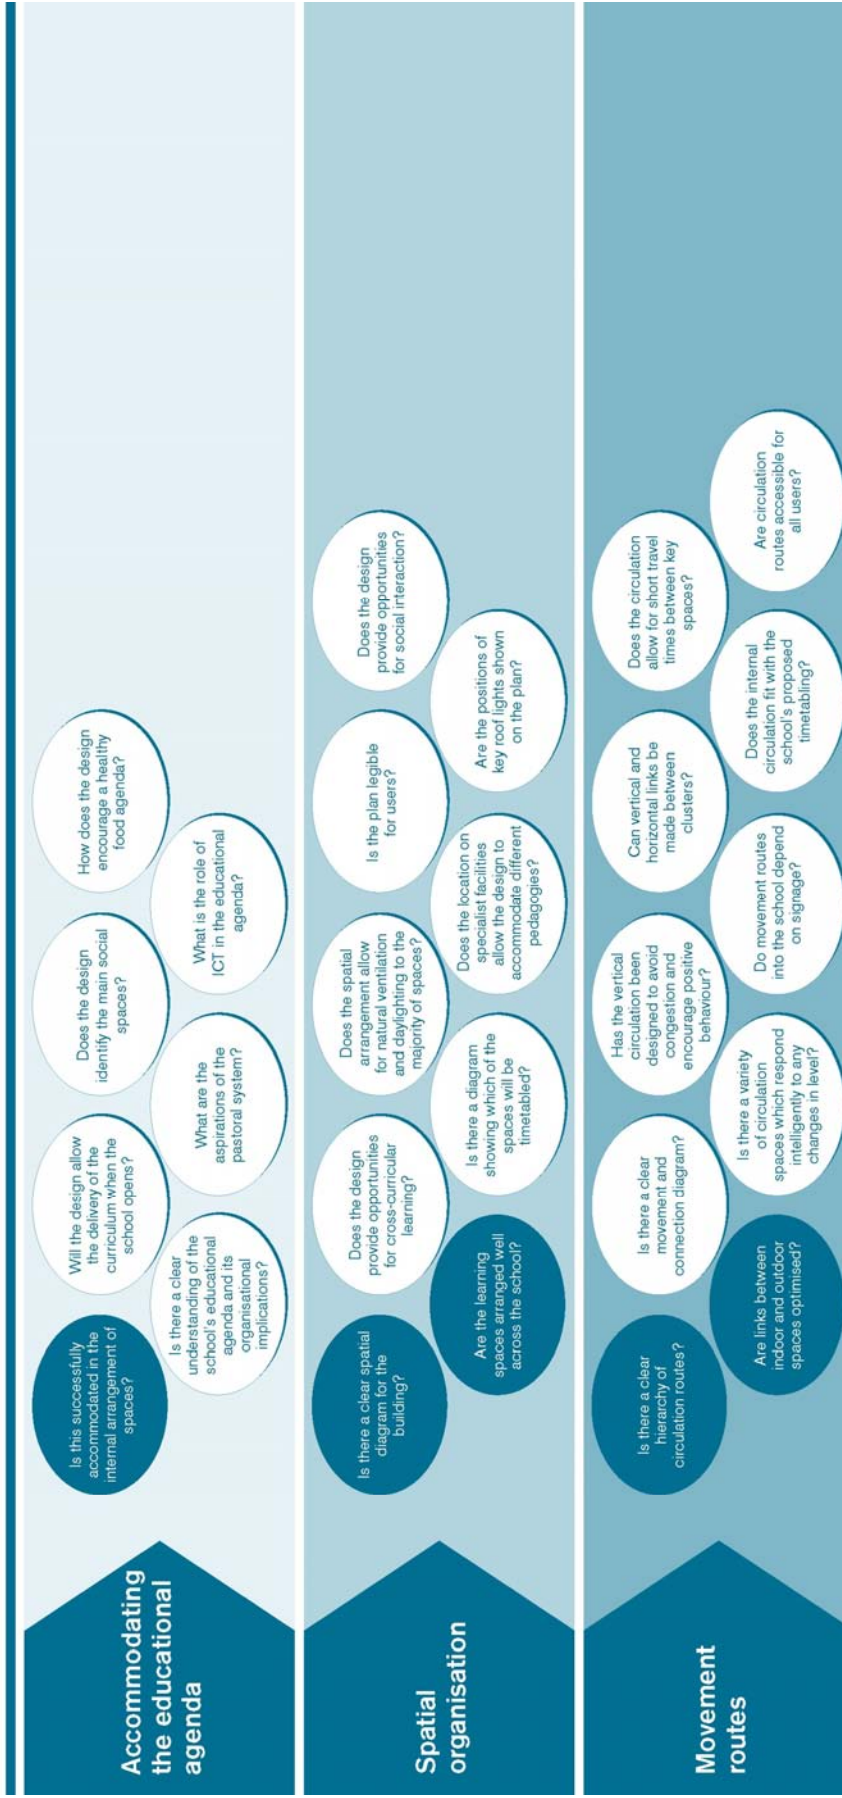 Accommodating
the educational
agenda
Is this successfully
accommodated in the
internal arrangement of
spaces?
Is there a clear
understanding of the
school's educational
agenda and its
organisational
implications?
Will the design allow
the delivery of the
curriculum when the
school opens?
What are the
aspirations of the
pastoral system?
Does the design
identify the main social
spaces?
What is the role of
ICT in the educational
agenda?
How does the design
encourage a healthy
food agenda?
Spatial
organisation
Is there a clear spatial
diagram for the
building?
Are the learning
spaces arranged well
across the school?
Does the design
provide opportunities
for cross-curricular
learning?
Is there a diagram
showing which of the
spaces will be
timetabled?
Does the spatial
arrangement allow
for natural ventilation
and daylighting to the
majority of spaces?
Does the location on
specialist facilities
allow the design to
accommodate different
pedagogies?
Is the plan legible
for users?
Are the positions of
key roof lights shown
on the plan?
Does the design
provide opportunities
for social interaction?
Movement
routes
Is there a clear
hierarchy of
circulation routes?
Are links between
indoor and outdoor
spaces optimised?
Is there a clear
movement and
connection diagram?
Is there a variety
of circulation
spaces which respond
intelligently to any
changes in level?
Has the vertical
circulation been
designed to avoid
congestion and
encourage positive
behaviour?
Do movement routes
into the school depend
on signage?
Can vertical and
horizontal links be
made between
clusters?
Does the internal
circulation fit with the
school's proposed
timetabling?
Does the circulation
allow for short travel
times between key
spaces?
Are circulation
routes accessible for
all users?